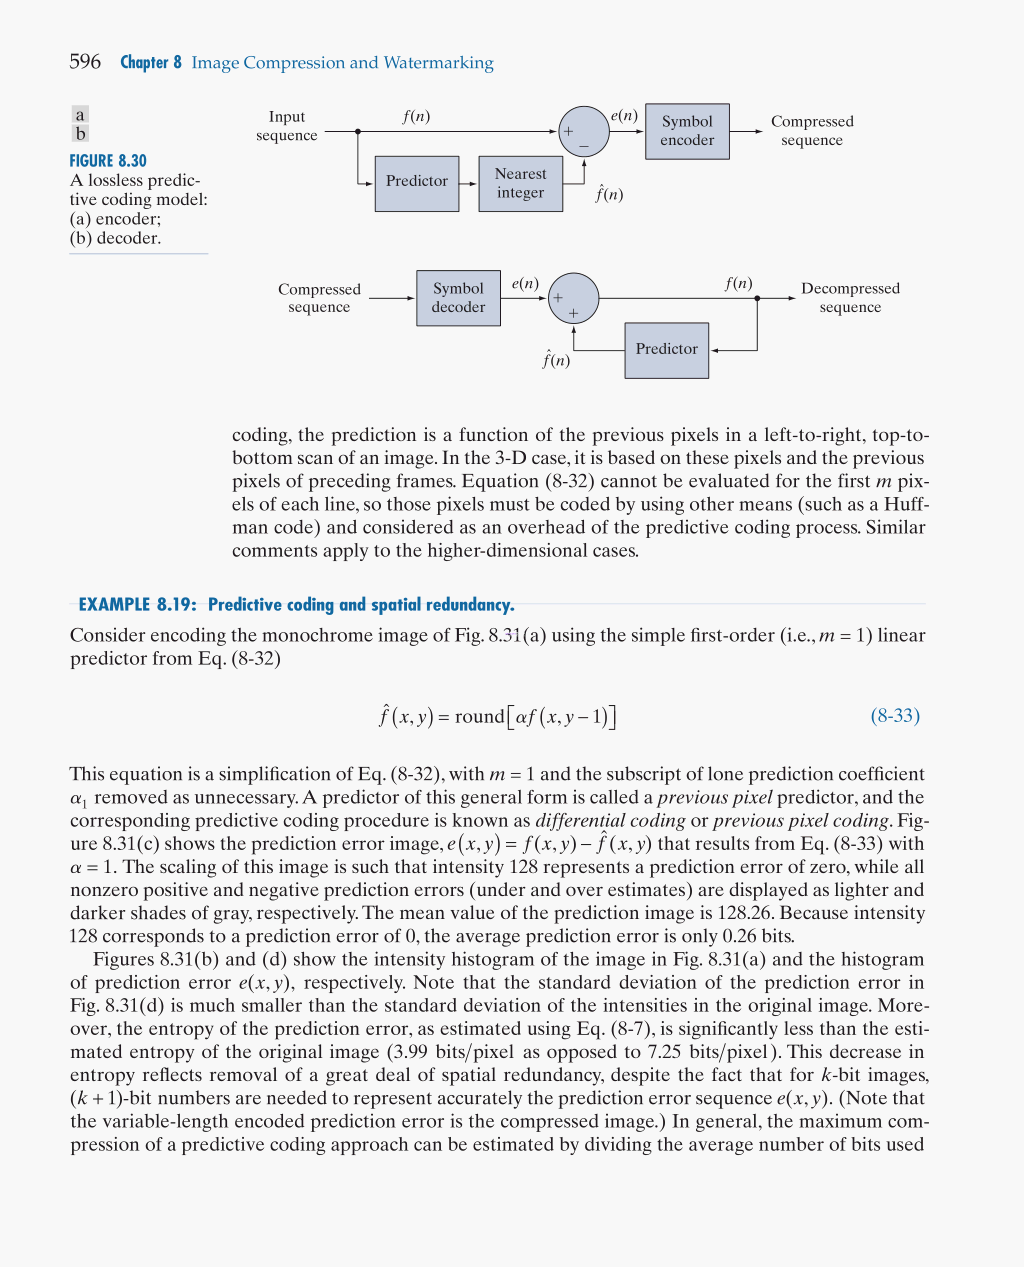 596 Chapter 8 Image Compression and Watermarking
a
b
FIGURE 8.30
A lossless predic-
tive coding model:
(a) encoder;
(b) decoder.
Input
sequence
f(n)
Predictor
Nearest
integer
+
−
f̂(n)
e(n)
Symbol
encoder
Compressed
sequence
Compressed
sequence
Symbol
decoder
e(n)
+
+
f̂(n)
Predictor
f(n)
Decompressed
sequence
coding, the prediction is a function of the previous pixels in a left-to-right, top-to-
bottom scan of an image. In the 3-D case, it is based on these pixels and the previous
pixels of preceding frames. Equation (8-32) cannot be evaluated for the first m pix-
els of each line, so those pixels must be coded by using other means (such as a Huff-
man code) and considered as an overhead of the predictive coding process. Similar
comments apply to the higher-dimensional cases.
EXAMPLE 8.19: Predictive coding and spatial redundancy.
Consider encoding the monochrome image of Fig. 8.31(a) using the simple first-order (i.e., m = 1) linear
predictor from Eq. (8-32)
f̂(x, y) = round[αf(x, y − 1)] (8-33)
This equation is a simplification of Eq. (8-32), with m = 1 and the subscript of lone prediction coefficient
α₁ removed as unnecessary. A predictor of this general form is called a previous pixel predictor, and the
corresponding predictive coding procedure is known as differential coding or previous pixel coding. Fig-
ure 8.31(c) shows the prediction error image, e(x, y) = f(x, y) − f̂(x, y) that results from Eq. (8-33) with
α = 1. The scaling of this image is such that intensity 128 represents a prediction error of zero, while all
nonzero positive and negative prediction errors (under and over estimates) are displayed as lighter and
darker shades of gray, respectively. The mean value of the prediction image is 128.26. Because intensity
128 corresponds to a prediction error of 0, the average prediction error is only 0.26 bits.
Figures 8.31(b) and (d) show the intensity histogram of the image in Fig. 8.31(a) and the histogram
of prediction error e(x, y), respectively. Note that the standard deviation of the prediction error in
Fig. 8.31(d) is much smaller than the standard deviation of the intensities in the original image. More-
over, the entropy of the prediction error, as estimated using Eq. (8-7), is significantly less than the esti-
mated entropy of the original image (3.99 bits/pixel as opposed to 7.25 bits/pixel). This decrease in
entropy reflects removal of a great deal of spatial redundancy, despite the fact that for k-bit images,
(k + 1)-bit numbers are needed to represent accurately the prediction error sequence e(x, y). (Note that
the variable-length encoded prediction error is the compressed image.) In general, the maximum com-
pression of a predictive coding approach can be estimated by dividing the average number of bits used